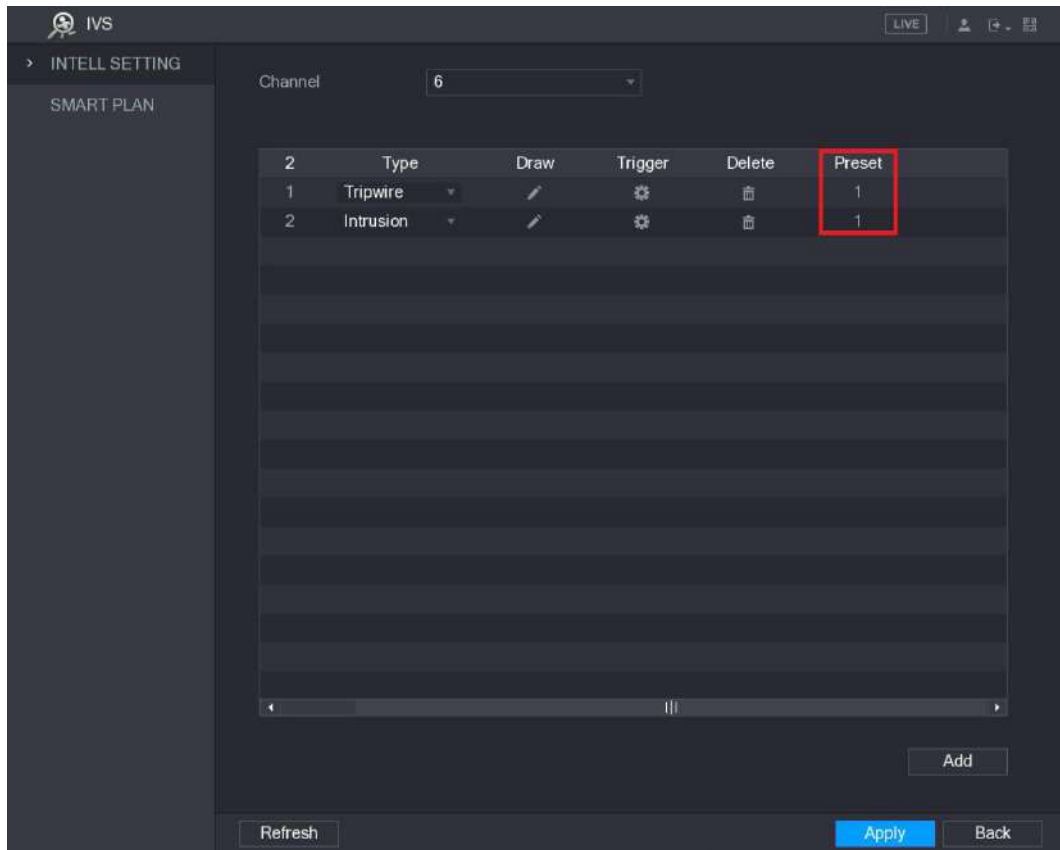 IVS LIVE
INTELL SETTING
SMART PLAN
Channel 6
2 Type Draw Trigger Delete Preset
1 Tripwire 1
2 Intrusion 1
Add
Refresh Apply Back